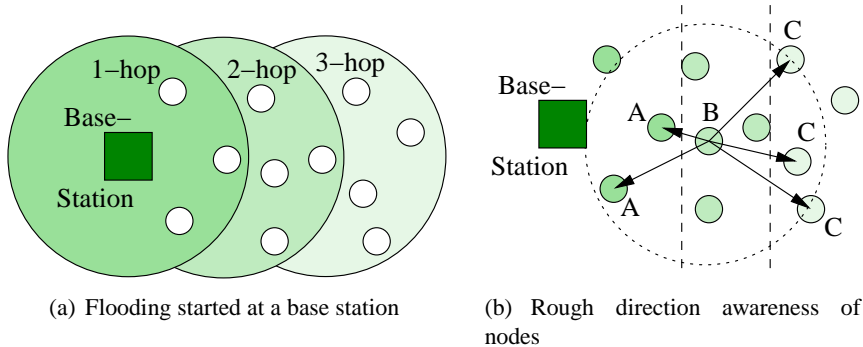 1−hop
2−hop
3−hop
Base−
Station
(a) Flooding started at a base station
Base−
Station
A
A
B
C
C
C
(b) Rough direction awareness of
nodes